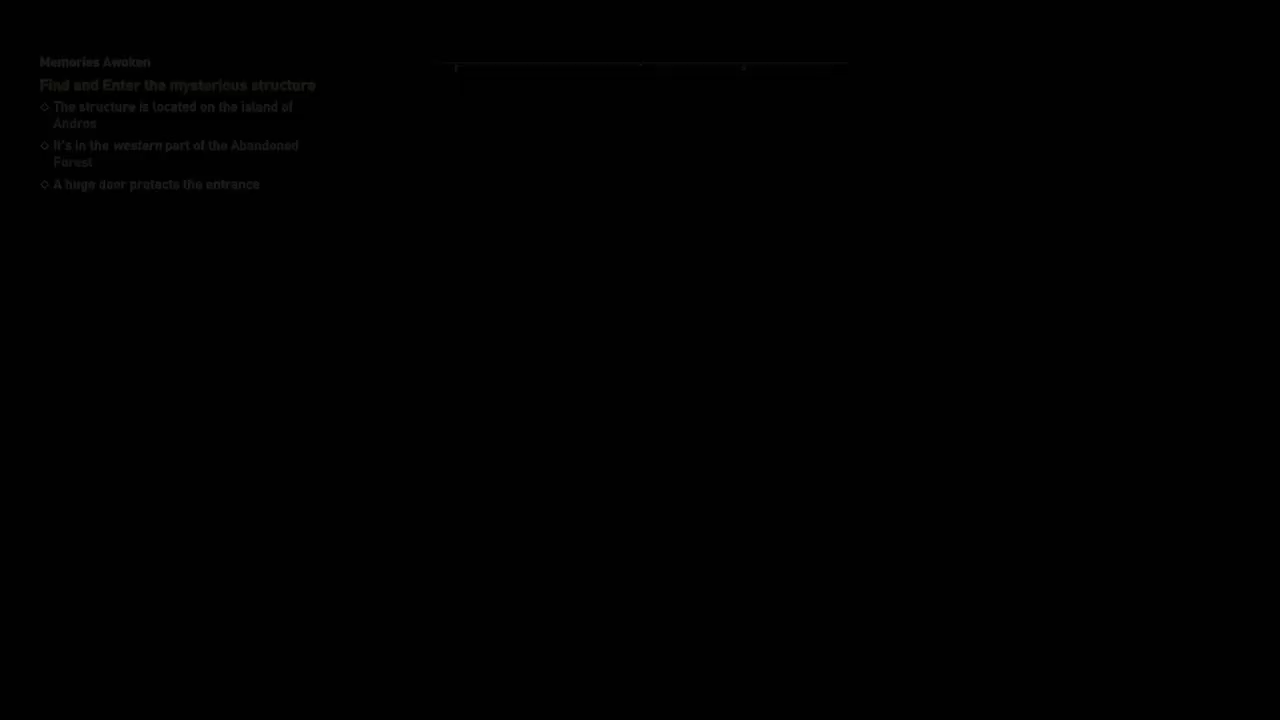 Memories Awaken
Find and Enter the mysterious structure
◇ The structure is located on the island of
Andros
◇ It's in the western part of the Abandoned
Forest
◇ A huge door protects the entrance